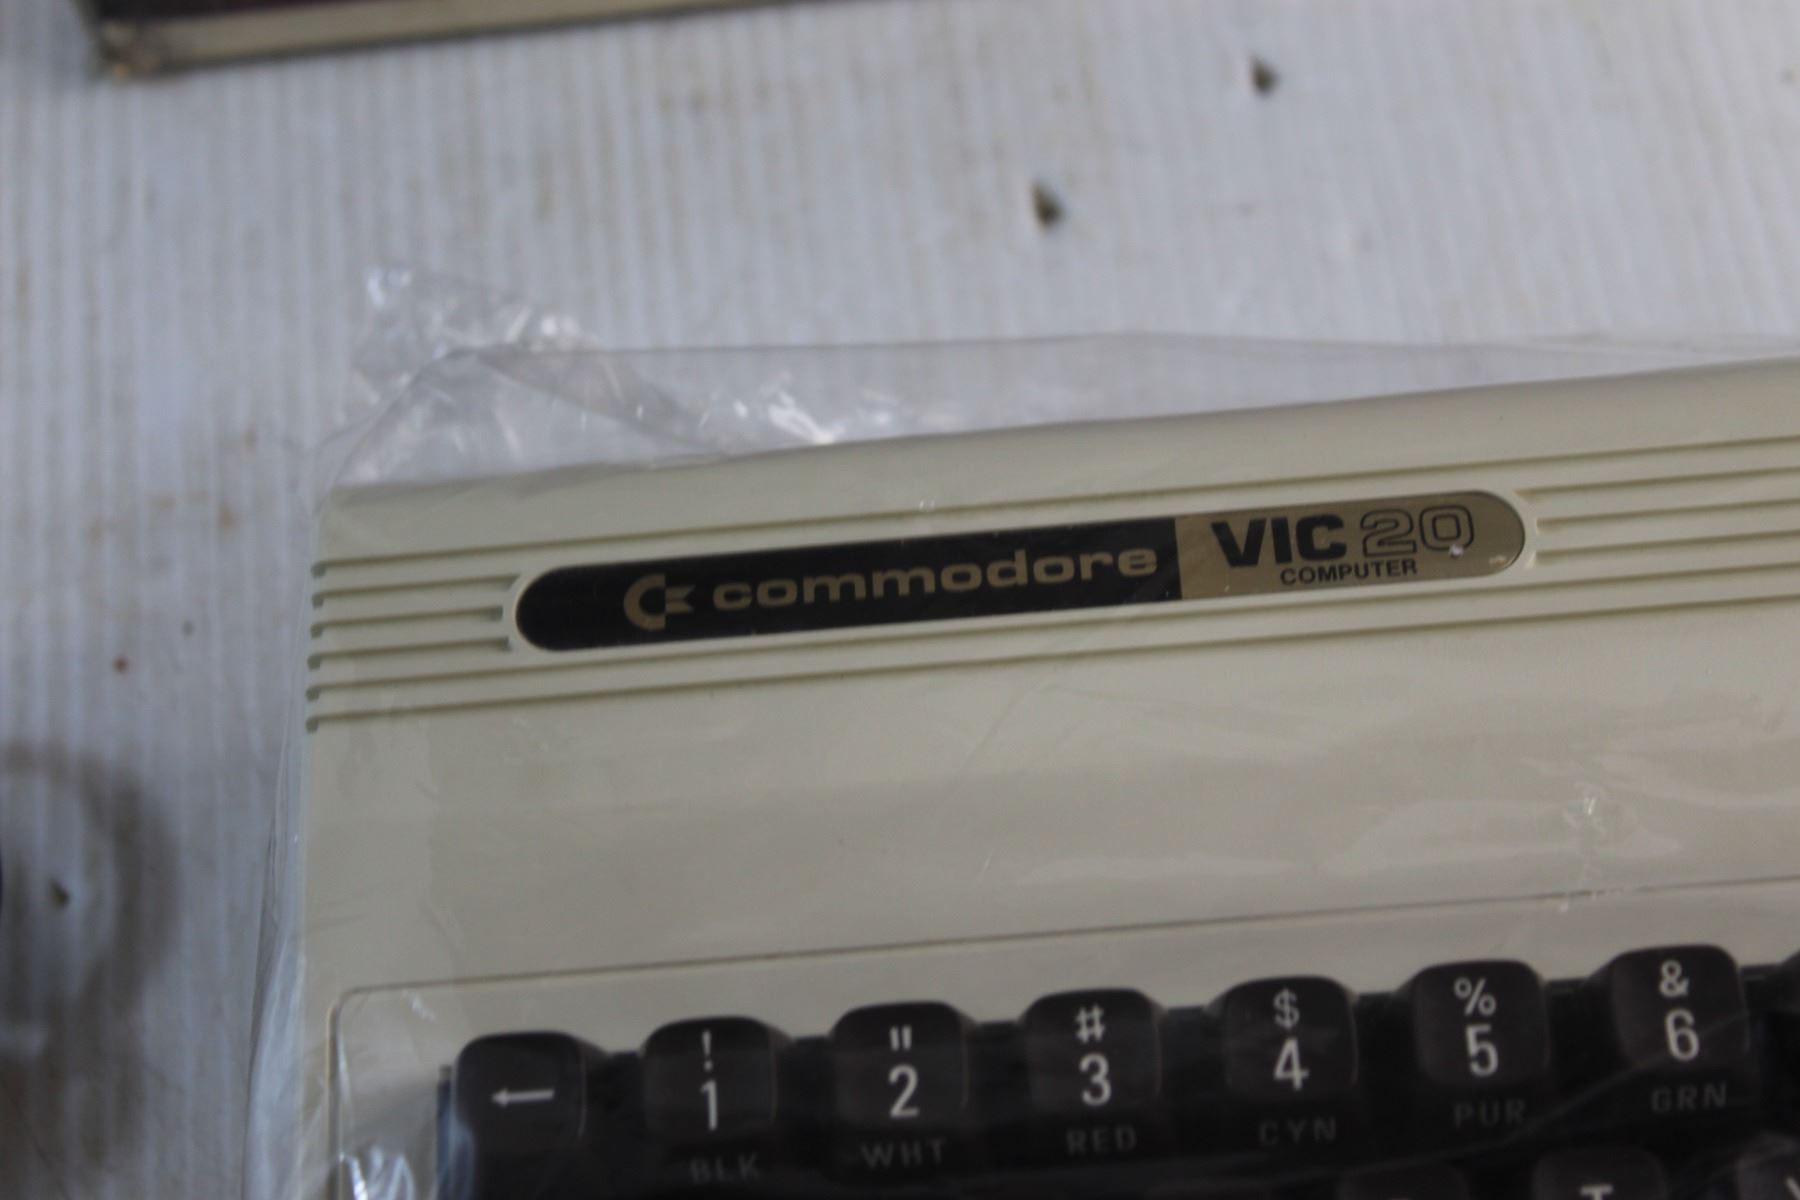 commodore VIC 20
COMPUTER
← ! " # $ % &
1 2 3 4 5 6
BLK WHT RED CYN PUR GRN
T